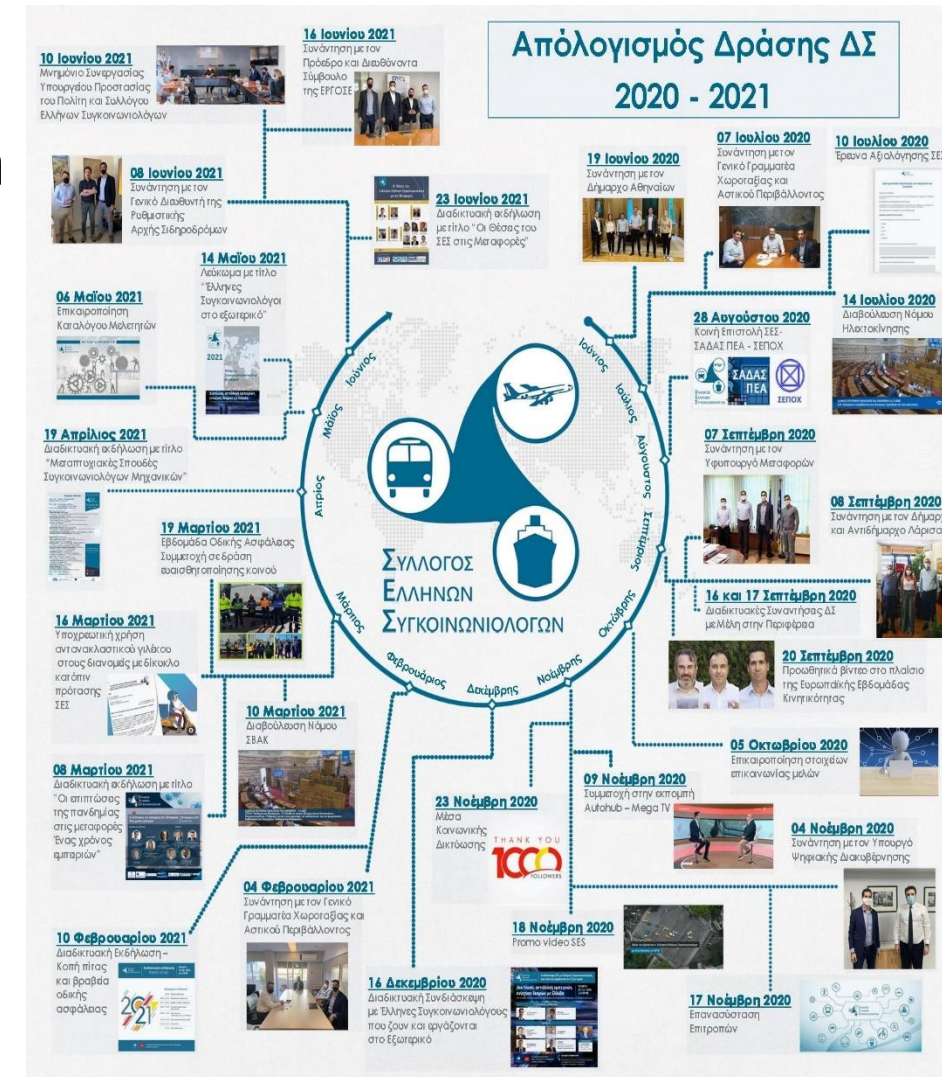 Απόλογισμός Δράσης ΔΣ
2020 - 2021
10 Ιουνίου 2021
Μνημόνιο Συνεργασίας
Υπουργείου Προστασίας
του Πολίτη και Συλλόγου
Ελλήνων Συγκοινωνιολόγων
16 Ιουνίου 2021
Συνάντηση με τον
Πρόεδρο και Διευθύνοντα
Σύμβουλο
της ΕΡΓΟΣΕ
08 Ιουνίου 2021
Συνάντηση με τον
Γενικό Διευθυντή της
Ρυθμιστικής
Αρχής Σιδηροδρόμων
23 Ιουνίου 2021
Διαδικτυακή εκδήλωση
με τίτλο "Οι Θέσεις του
ΣΕΣ στις Μεταφορές"
19 Ιουνίου 2020
Συνάντηση με τον
Δήμαρχο Αθηναίων
07 Ιουλίου 2020
Συνάντηση με τον
Γενικό Γραμματέα
Χωροταξίας και
Αστικού Περιβάλλοντος
10 Ιουλίου 2020
Έρευνα Αξιολόγησης ΣΕΣ
14 Μαΐου 2021
Λεύκωμα με τίτλο
"Έλληνες
Συγκοινωνιολόγοι
στο εξωτερικό"
2021
06 Μαΐου 2021
Επικαιροποίηση
Καταλόγου Μελετητών
28 Αυγούστου 2020
Κοινή Επιστολή ΣΕΣ-
ΣΑΔΑΣ ΠΕΑ - ΣΕΠΟΧ
ΣΑΔΑΣ
ΠΕΑ
ΣΕΠΟΧ
14 Ιουλίου 2020
Διαβούλευση Νόμου
Ηλεκτοκίνησης
19 Απρίλιος 2021
Διαδικτυακή εκδήλωση με τίτλο
"Μεταπτυχιακές Σπουδές
Συγκοινωνιολόγων Μηχανικών"
07 Σεπτέμβρη 2020
Συνάντηση με τον
Υφυπουργό Μεταφορών
08 Σεπτέμβρη 2020
Συνάντηση με τον Δήμαρχ
και Αντιδήμαρχο Λάρισα
19 Μαρτίου 2021
Εβδομάδα Οδικής Ασφάλειας
Συμμετοχή σε δράση
ευαισθητοποίησης κοινού
16 Μαρτίου 2021
Υποχρεωτική χρήση
αντανακλαστικού γιλέκου
στους διανομείς με δίκυκλο
κατόπιν
πρότασης
ΣΕΣ
16 και 17 Σεπτέμβρη 2020
Διαδικτυακές Συναντήσεις ΔΣ
με Μέλη στην Περιφέρεια
20 Σεπτέμβρη 2020
Προωθητικά βίντεο στο πλαίσιο
της Ευρωπαϊκής Εβδομάδας
Κινητικότητας
Ιούνιος
Μάϊος
Απρίος
Μάρτιος
Φεβρουάριος
Δεκέμβρης
Νοέμβρης
Οκτώβρης
Σεπτέμβριος
Αύγουστος
Ιούλιος
Ιούνιος
ΣΥΛΛΟΓΟΣ
ΕΛΛΗΝΩΝ
ΣΥΓΚΟΙΝΩΝΙΟΛΟΓΩΝ
10 Μαρτίου 2021
Διαβούλευση Νόμου
ΣΒΑΚ
05 Οκτωβρίου 2020
Επικαιροποίηση στοιχείων
επικοινωνίας μελών
08 Μαρτίου 2021
Διαδικτυακή εκδήλωση με τίτλο
"Οι επιπτώσεις
της πανδημίας
στις μεταφορές
Ένας χρόνος
εμπειριών"
23 Νοέμβρη 2020
Μέσα
Κοινωνικής
Δικτύωσης
THANK YOU
1000
FOLLOWERS
09 Νοέμβρη 2020
Συμμετοχή στην εκπομπή
Autohub – Mega TV
04 Νοέμβρη 2020
Συνάντηση με τον Υπουργό
Ψηφιακής Διακυβέρνησης
04 Φεβρουαρίου 2021
Συνάντηση με τον Γενικό
Γραμματέα Χωροταξίας και
Αστικού Περιβάλλοντος
18 Νοέμβρη 2020
Promo video SES
10 Φεβρουαρίου 2021
Διαδικτυακή Εκδήλωση –
Κοπή πίτας
και βραβεία
οδικής
ασφάλειας
2021
16 Δεκεμβρίου 2020
Διαδικτυακή Συνδιάσκεψη
με Έλληνες Συγκοινωνιολόγους
που ζουν και εργάζονται
στο Εξωτερικό
17 Νοέμβρη 2020
Επανασύσταση
Επιτροπών